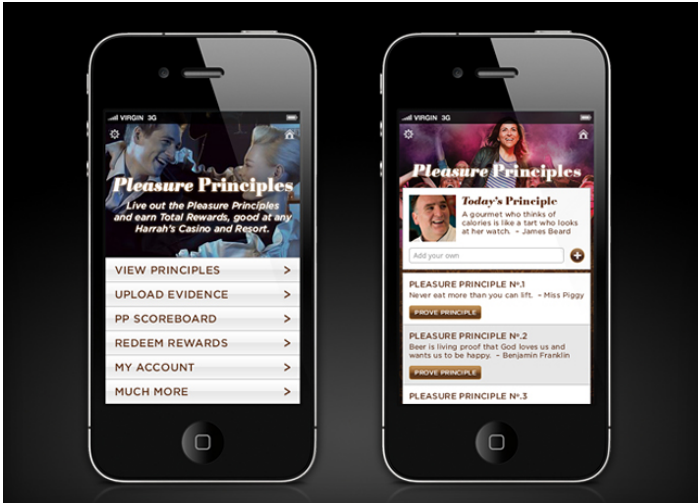 VIRGIN 3G
Pleasure Principles
Live out the Pleasure Principles
and earn Total Rewards, good at any
Harrah's Casino and Resort.
VIEW PRINCIPLES
UPLOAD EVIDENCE
PP SCOREBOARD
REDEEM REWARDS
MY ACCOUNT
MUCH MORE
VIRGIN 3G
Pleasure Principles
Today's Principle
A gourmet who thinks of
calories is like a tart who looks
at her watch. - James Beard
Add your own
PLEASURE PRINCIPLE Nº.1
Never eat more than you can lift. - Miss Piggy
PROVE PRINCIPLE
PLEASURE PRINCIPLE Nº.2
Beer is living proof that God loves us and
wants us to be happy. - Benjamin Franklin
PROVE PRINCIPLE
PLEASURE PRINCIPLE Nº.3